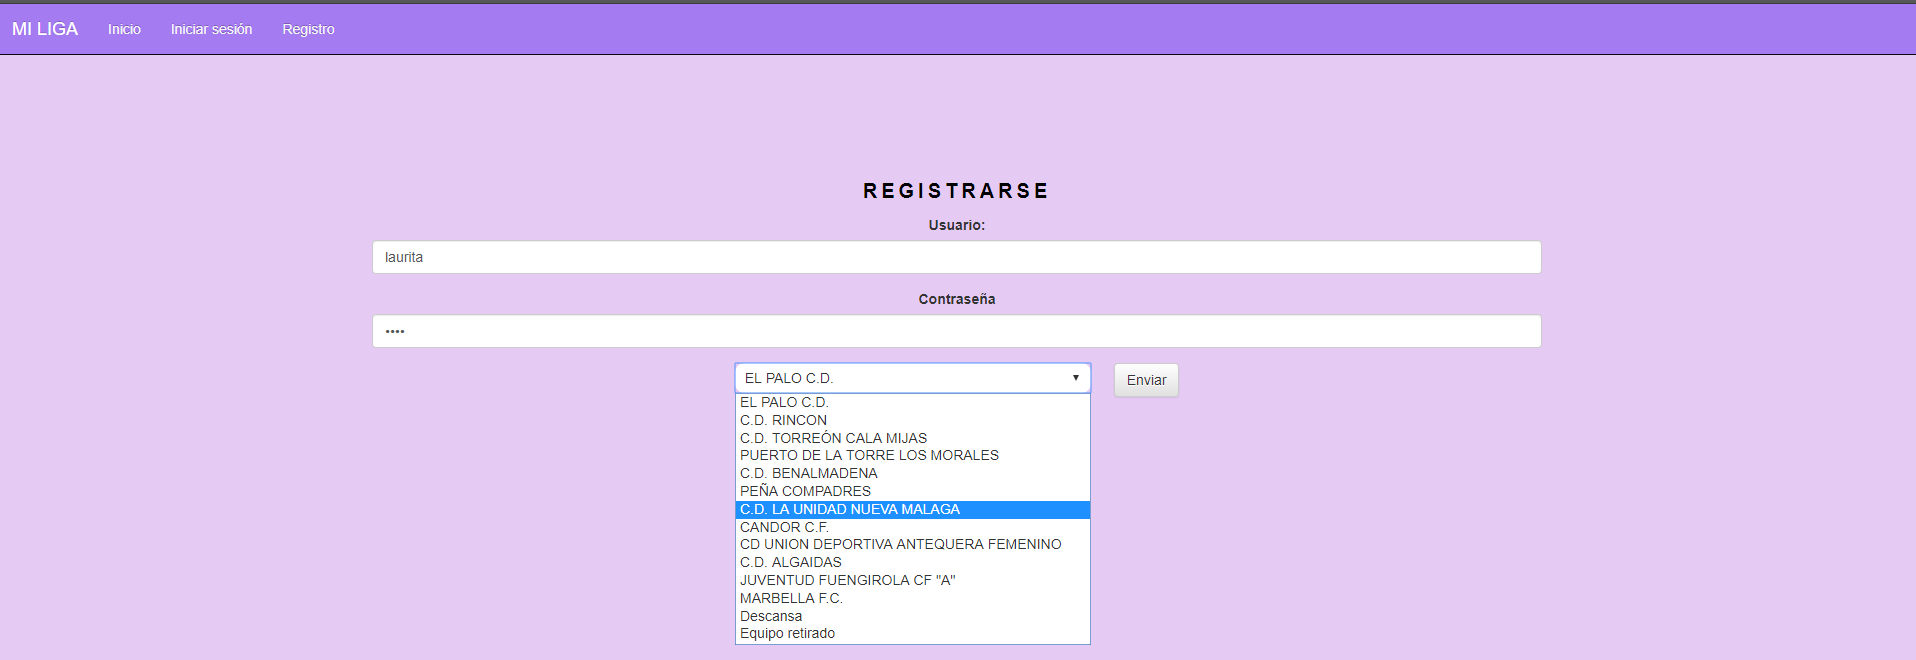 MI LIGA Inicio Iniciar sesión Registro
REGISTRARSE
Usuario:
laurita
Contraseña
••••
EL PALO C.D. ▼ Enviar
EL PALO C.D.
C.D. RINCON
C.D. TORREÓN CALA MIJAS
PUERTO DE LA TORRE LOS MORALES
C.D. BENALMADENA
PEÑA COMPADRES
C.D. LA UNIDAD NUEVA MALAGA
CANDOR C.F.
CD UNION DEPORTIVA ANTEQUERA FEMENINO
C.D. ALGAIDAS
JUVENTUD FUENGIROLA CF "A"
MARBELLA F.C.
Descansa
Equipo retirado